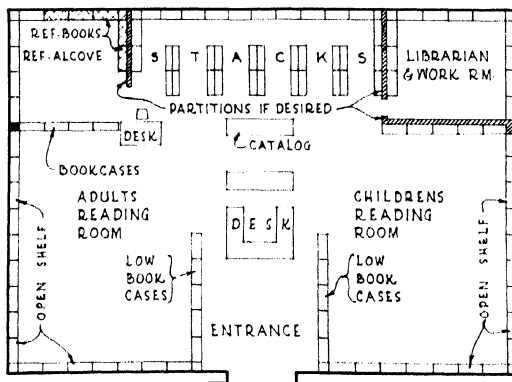 REF. BOOKS
REF. ALCOVE
S T A C K S
LIBRARIAN
& WORK RM.
PARTITIONS IF DESIRED
DESK
CATALOG
BOOKCASES
ADULTS
READING
ROOM
CHILDRENS
READING
ROOM
DESK
OPEN SHELF
LOW
BOOK
CASES
LOW
BOOK
CASES
OPEN SHELF
ENTRANCE